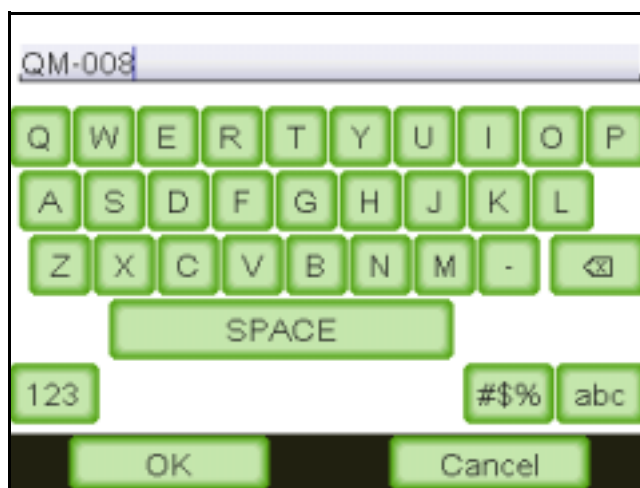 QM-008
Q W E R T Y U I O P
A S D F G H J K L
Z X C V B N M -
SPACE
123 #$% abc
OK Cancel